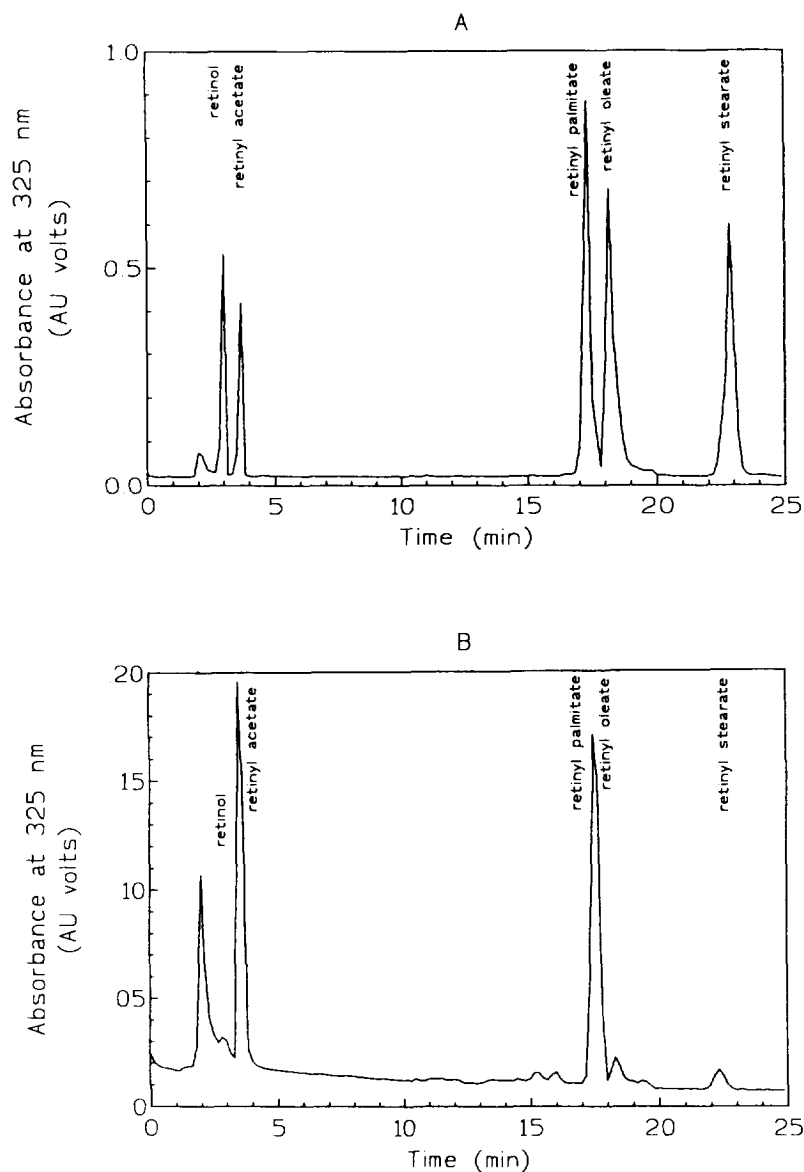 A
Absorbance at 325 nm
(AU volts)
1.0
0.5
0.0
retinol
retinyl acetate
retinyl palmitate
retinyl oleate
retinyl stearate
0
5
10
15
20
25
Time (min)
B
Absorbance at 325 nm
(AU volts)
20
15
10
05
0
retinol
retinyl acetate
retinyl palmitate
retinyl oleate
retinyl stearate
0
5
10
15
20
25
Time (min)